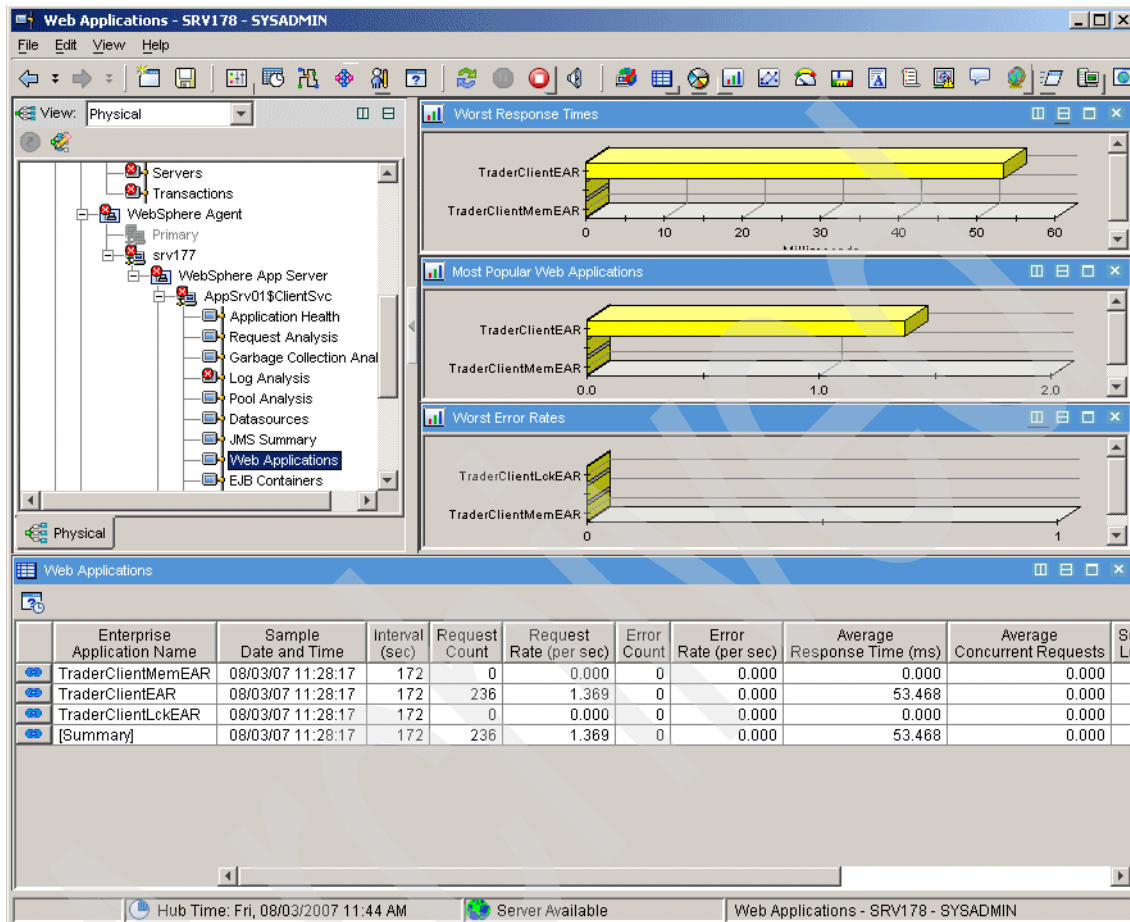 Web Applications - SRV178 - SYSADMIN
File Edit View Help
View: Physical
Servers
Transactions
WebSphere Agent
Primary
srv177
WebSphere App Server
AppSrv01$ClientSvc
Application Health
Request Analysis
Garbage Collection Anal
Log Analysis
Pool Analysis
Datasources
JMS Summary
Web Applications
EJB Containers
Physical
Worst Response Times
TraderClientEAR
TraderClientMemEAR
0 10 20 30 40 50 60
Most Popular Web Applications
TraderClientEAR
TraderClientMemEAR
0.0 1.0 2.0
Worst Error Rates
TraderClientLckEAR
TraderClientMemEAR
0 1
Web Applications
Enterprise Application Name Sample Date and Time Interval (sec) Request Count Request Rate (per sec) Error Count Error Rate (per sec) Average Response Time (ms) Average Concurrent Requests
TraderClientMemEAR 08/03/07 11:28:17 172 0 0.000 0 0.000 0.000 0.000
TraderClientEAR 08/03/07 11:28:17 172 236 1.369 0 0.000 53.468 0.000
TraderClientLckEAR 08/03/07 11:28:17 172 0 0.000 0 0.000 0.000 0.000
[Summary] 08/03/07 11:28:17 172 236 1.369 0 0.000 53.468 0.000
Hub Time: Fri, 08/03/2007 11:44 AM Server Available Web Applications - SRV178 - SYSADMIN